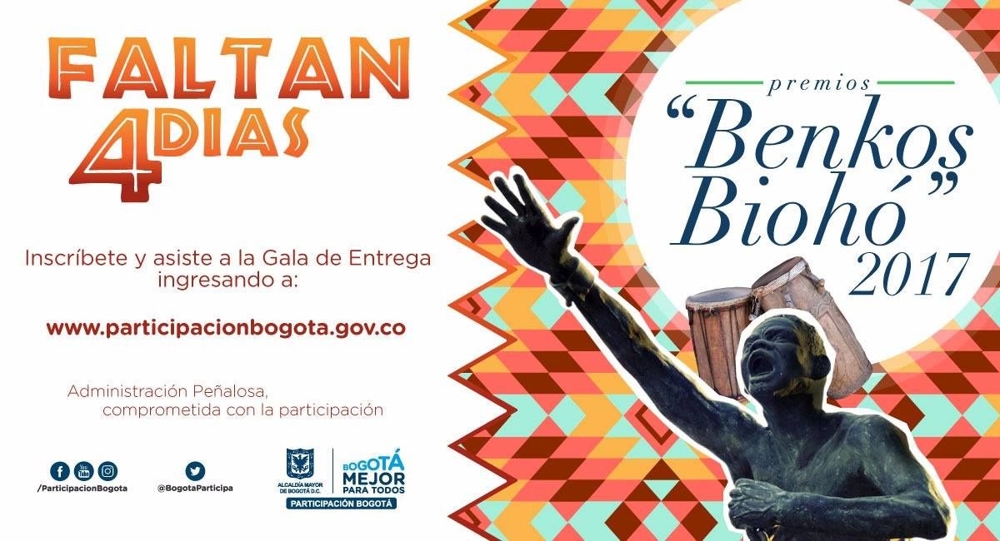 FALTAN
4 DIAS
Inscríbete y asiste a la Gala de Entrega
ingresando a:
www.participacionbogota.gov.co
Administración Peñalosa,
comprometida con la participación
/ParticipacionBogota
@BogotaParticipa
ALCALDÍA MAYOR
DE BOGOTÁ D.C.
BOGOTÁ
MEJOR
PARA TODOS
PARTICIPACIÓN BOGOTÁ
premios
“Benkos
Biohó”
2017